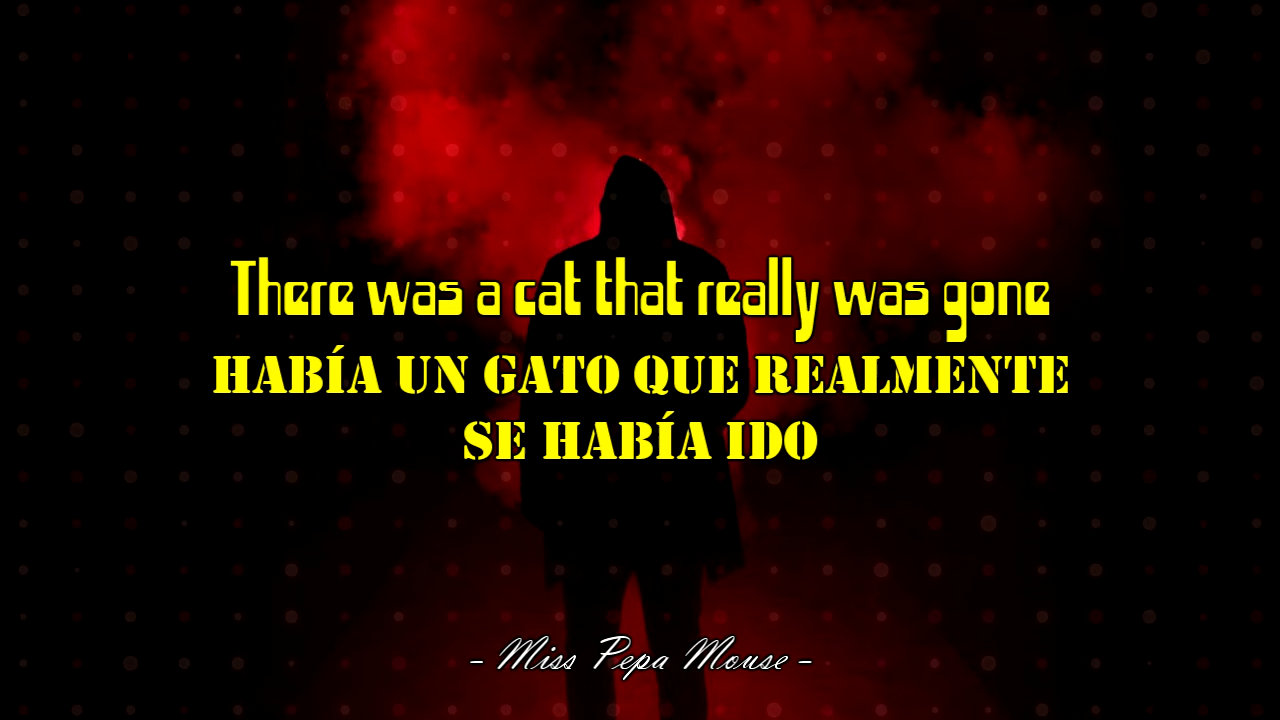 There was a cat that really was gone
HABÍA UN GATO QUE REALMENTE
SE HABÍA IDO
- Miss Pepa Mouse -